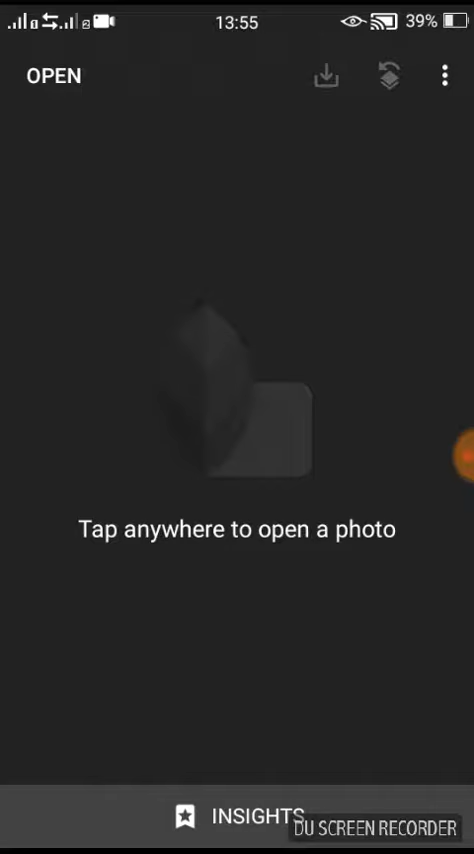 13:55
39%
OPEN
Tap anywhere to open a photo
INSIGHTS
DU SCREEN RECORDER